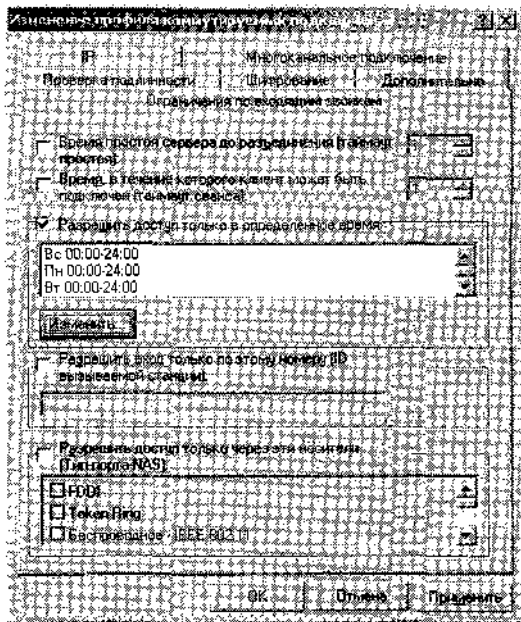 Изменение профиля коммутируемых подключений
IP
Многоканальное подключение
Проверка подлинности
Шифрование
Дополнительно
Ограничения по входящим звонкам
Время простоя сервера до разъединения (таймаут
простоя):
Время, в течение которого клиент может быть
подключен (таймаут сеанса):
Разрешить доступ только в определенное время:
Вс 00:00-24:00
Пн 00:00-24:00
Вт 00:00-24:00
Изменить...
Разрешить вход только по этому номеру (ID
вызываемой станции):
Разрешить доступ только через эти носители
(Тип порта NAS):
FDDI
Token Ring
Беспроводное - IEEE 802.11
OK
Отмена
Применить